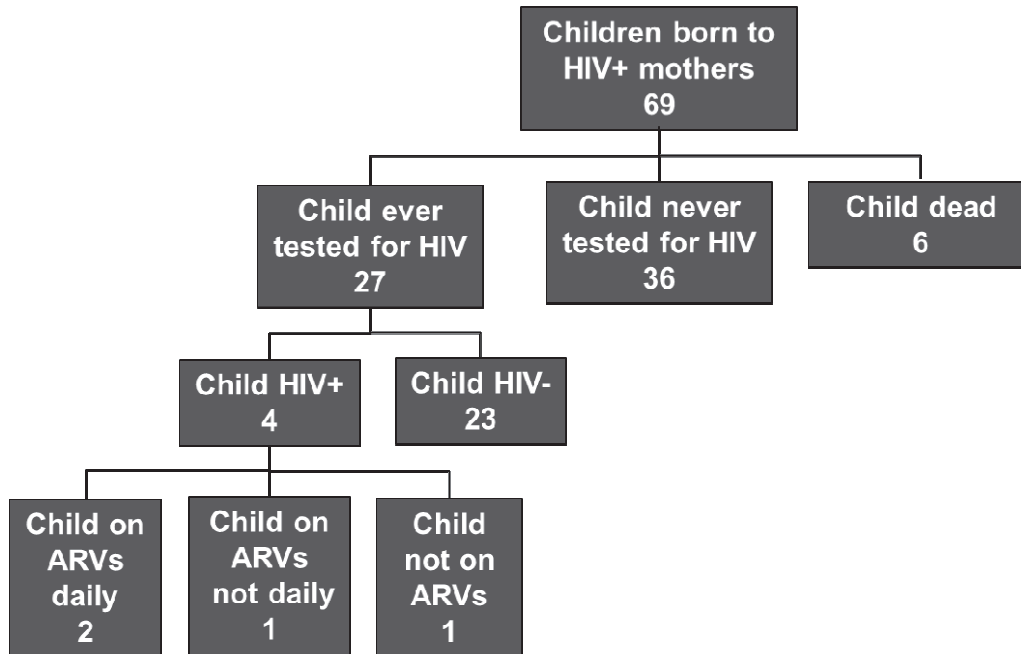 Children born to
HIV+ mothers
69
Child ever
tested for HIV
27
Child never
tested for HIV
36
Child dead
6
Child HIV+
4
Child HIV-
23
Child on
ARVs
daily
2
Child on
ARVs
not daily
1
Child
not on
ARVs
1